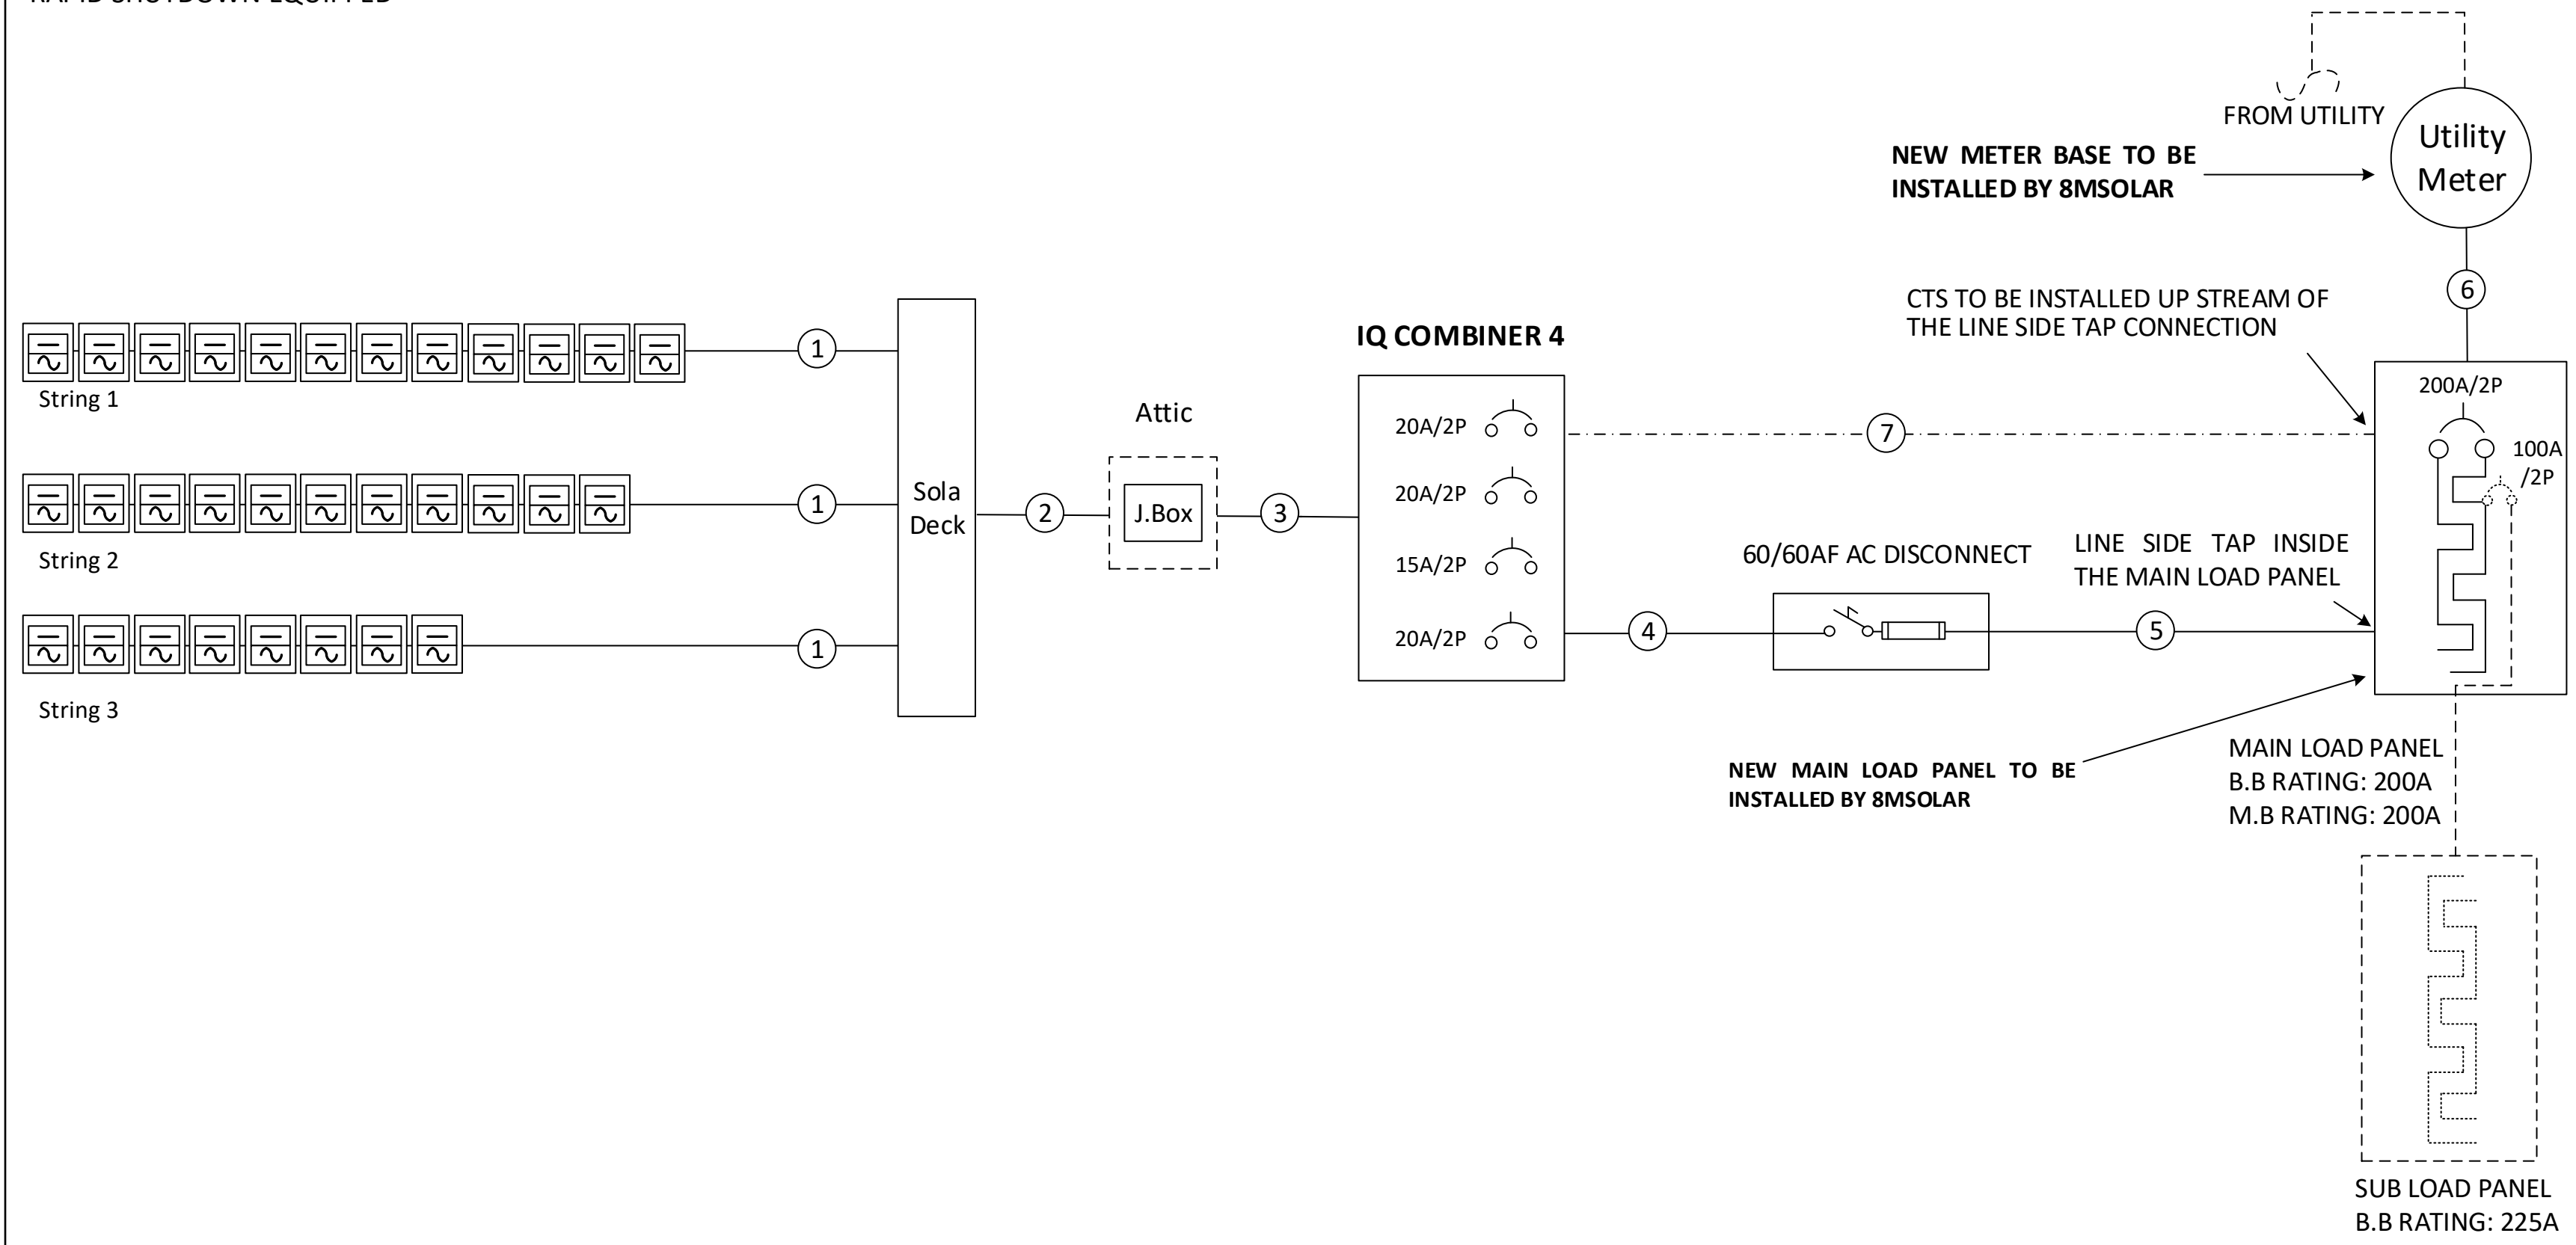 RAPID SHUTDOWN EQUIPPED
FROM UTILITY
Utility
Meter
NEW METER BASE TO BE
INSTALLED BY 8MSOLAR
6
CTS TO BE INSTALLED UP STREAM OF
THE LINE SIDE TAP CONNECTION
String 1
1
String 2
1
String 3
1
Sola
Deck
2
Attic
J.Box
3
IQ COMBINER 4
20A/2P
20A/2P
15A/2P
20A/2P
7
4
60/60AF AC DISCONNECT
5
LINE SIDE TAP INSIDE
THE MAIN LOAD PANEL
200A/2P
100A
/2P
NEW MAIN LOAD PANEL TO BE
INSTALLED BY 8MSOLAR
MAIN LOAD PANEL
B.B RATING: 200A
M.B RATING: 200A
SUB LOAD PANEL
B.B RATING: 225A